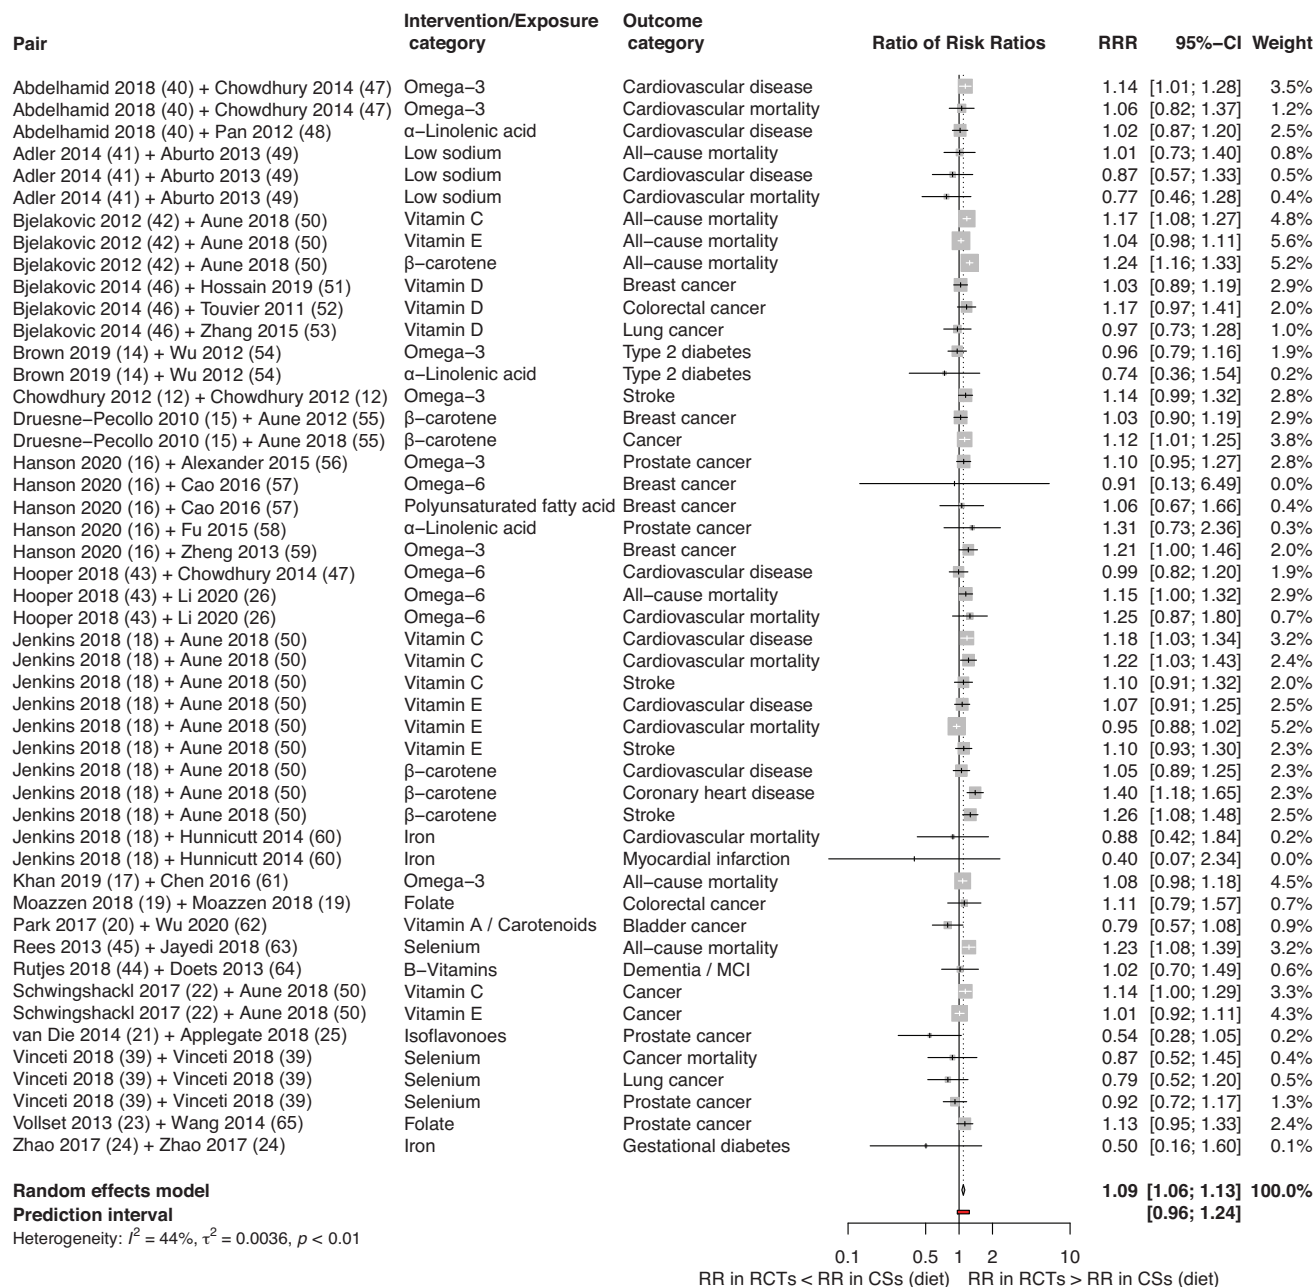 Pair Intervention/Exposure category Outcome category Ratio of Risk Ratios RRR 95%−CI Weight
Abdelhamid 2018 (40) + Chowdhury 2014 (47) Omega−3 Cardiovascular disease 1.14 [1.01; 1.28] 3.5%
Abdelhamid 2018 (40) + Chowdhury 2014 (47) Omega−3 Cardiovascular mortality 1.06 [0.82; 1.37] 1.2%
Abdelhamid 2018 (40) + Pan 2012 (48) α−Linolenic acid Cardiovascular disease 1.02 [0.87; 1.20] 2.5%
Adler 2014 (41) + Aburto 2013 (49) Low sodium All−cause mortality 1.01 [0.73; 1.40] 0.8%
Adler 2014 (41) + Aburto 2013 (49) Low sodium Cardiovascular disease 0.87 [0.57; 1.33] 0.5%
Adler 2014 (41) + Aburto 2013 (49) Low sodium Cardiovascular mortality 0.77 [0.46; 1.28] 0.4%
Bjelakovic 2012 (42) + Aune 2018 (50) Vitamin C All−cause mortality 1.17 [1.08; 1.27] 4.8%
Bjelakovic 2012 (42) + Aune 2018 (50) Vitamin E All−cause mortality 1.04 [0.98; 1.11] 5.6%
Bjelakovic 2012 (42) + Aune 2018 (50) β−carotene All−cause mortality 1.24 [1.16; 1.33] 5.2%
Bjelakovic 2014 (46) + Hossain 2019 (51) Vitamin D Breast cancer 1.03 [0.89; 1.19] 2.9%
Bjelakovic 2014 (46) + Touvier 2011 (52) Vitamin D Colorectal cancer 1.17 [0.97; 1.41] 2.0%
Bjelakovic 2014 (46) + Zhang 2015 (53) Vitamin D Lung cancer 0.97 [0.73; 1.28] 1.0%
Brown 2019 (14) + Wu 2012 (54) Omega−3 Type 2 diabetes 0.96 [0.79; 1.16] 1.9%
Brown 2019 (14) + Wu 2012 (54) α−Linolenic acid Type 2 diabetes 0.74 [0.36; 1.54] 0.2%
Chowdhury 2012 (12) + Chowdhury 2012 (12) Omega−3 Stroke 1.14 [0.99; 1.32] 2.8%
Druesne−Pecollo 2010 (15) + Aune 2012 (55) β−carotene Breast cancer 1.03 [0.90; 1.19] 2.9%
Druesne−Pecollo 2010 (15) + Aune 2018 (55) β−carotene Cancer 1.12 [1.01; 1.25] 3.8%
Hanson 2020 (16) + Alexander 2015 (56) Omega−3 Prostate cancer 1.10 [0.95; 1.27] 2.8%
Hanson 2020 (16) + Cao 2016 (57) Omega−6 Breast cancer 0.91 [0.13; 6.49] 0.0%
Hanson 2020 (16) + Cao 2016 (57) Polyunsaturated fatty acid Breast cancer 1.06 [0.67; 1.66] 0.4%
Hanson 2020 (16) + Fu 2015 (58) α−Linolenic acid Prostate cancer 1.31 [0.73; 2.36] 0.3%
Hanson 2020 (16) + Zheng 2013 (59) Omega−3 Breast cancer 1.21 [1.00; 1.46] 2.0%
Hooper 2018 (43) + Chowdhury 2014 (47) Omega−6 Cardiovascular disease 0.99 [0.82; 1.20] 1.9%
Hooper 2018 (43) + Li 2020 (26) Omega−6 All−cause mortality 1.15 [1.00; 1.32] 2.9%
Hooper 2018 (43) + Li 2020 (26) Omega−6 Cardiovascular mortality 1.25 [0.87; 1.80] 0.7%
Jenkins 2018 (18) + Aune 2018 (50) Vitamin C Cardiovascular disease 1.18 [1.03; 1.34] 3.2%
Jenkins 2018 (18) + Aune 2018 (50) Vitamin C Cardiovascular mortality 1.22 [1.03; 1.43] 2.4%
Jenkins 2018 (18) + Aune 2018 (50) Vitamin C Stroke 1.10 [0.91; 1.32] 2.0%
Jenkins 2018 (18) + Aune 2018 (50) Vitamin E Cardiovascular disease 1.07 [0.91; 1.25] 2.5%
Jenkins 2018 (18) + Aune 2018 (50) Vitamin E Cardiovascular mortality 0.95 [0.88; 1.02] 5.2%
Jenkins 2018 (18) + Aune 2018 (50) Vitamin E Stroke 1.10 [0.93; 1.30] 2.3%
Jenkins 2018 (18) + Aune 2018 (50) β−carotene Cardiovascular disease 1.05 [0.89; 1.25] 2.3%
Jenkins 2018 (18) + Aune 2018 (50) β−carotene Coronary heart disease 1.40 [1.18; 1.65] 2.3%
Jenkins 2018 (18) + Aune 2018 (50) β−carotene Stroke 1.26 [1.08; 1.48] 2.5%
Jenkins 2018 (18) + Hunnicutt 2014 (60) Iron Cardiovascular mortality 0.88 [0.42; 1.84] 0.2%
Jenkins 2018 (18) + Hunnicutt 2014 (60) Iron Myocardial infarction 0.40 [0.07; 2.34] 0.0%
Khan 2019 (17) + Chen 2016 (61) Omega−3 All−cause mortality 1.08 [0.98; 1.18] 4.5%
Moazzen 2018 (19) + Moazzen 2018 (19) Folate Colorectal cancer 1.11 [0.79; 1.57] 0.7%
Park 2017 (20) + Wu 2020 (62) Vitamin A / Carotenoids Bladder cancer 0.79 [0.57; 1.08] 0.9%
Rees 2013 (45) + Jayedi 2018 (63) Selenium All−cause mortality 1.23 [1.08; 1.39] 3.2%
Rutjes 2018 (44) + Doets 2013 (64) B−Vitamins Dementia / MCI 1.02 [0.70; 1.49] 0.6%
Schwingshackl 2017 (22) + Aune 2018 (50) Vitamin C Cancer 1.14 [1.00; 1.29] 3.3%
Schwingshackl 2017 (22) + Aune 2018 (50) Vitamin E Cancer 1.01 [0.92; 1.11] 4.3%
van Die 2014 (21) + Applegate 2018 (25) Isoflavonoes Prostate cancer 0.54 [0.28; 1.05] 0.2%
Vinceti 2018 (39) + Vinceti 2018 (39) Selenium Cancer mortality 0.87 [0.52; 1.45] 0.4%
Vinceti 2018 (39) + Vinceti 2018 (39) Selenium Lung cancer 0.79 [0.52; 1.20] 0.5%
Vinceti 2018 (39) + Vinceti 2018 (39) Selenium Prostate cancer 0.92 [0.72; 1.17] 1.3%
Vollset 2013 (23) + Wang 2014 (65) Folate Prostate cancer 1.13 [0.95; 1.33] 2.4%
Zhao 2017 (24) + Zhao 2017 (24) Iron Gestational diabetes 0.50 [0.16; 1.60] 0.1%
Random effects model 1.09 [1.06; 1.13] 100.0%
Prediction interval [0.96; 1.24]
Heterogeneity: I² = 44%, τ² = 0.0036, p < 0.01
0.1 0.5 1 2 10
RR in RCTs < RR in CSs (diet) RR in RCTs > RR in CSs (diet)